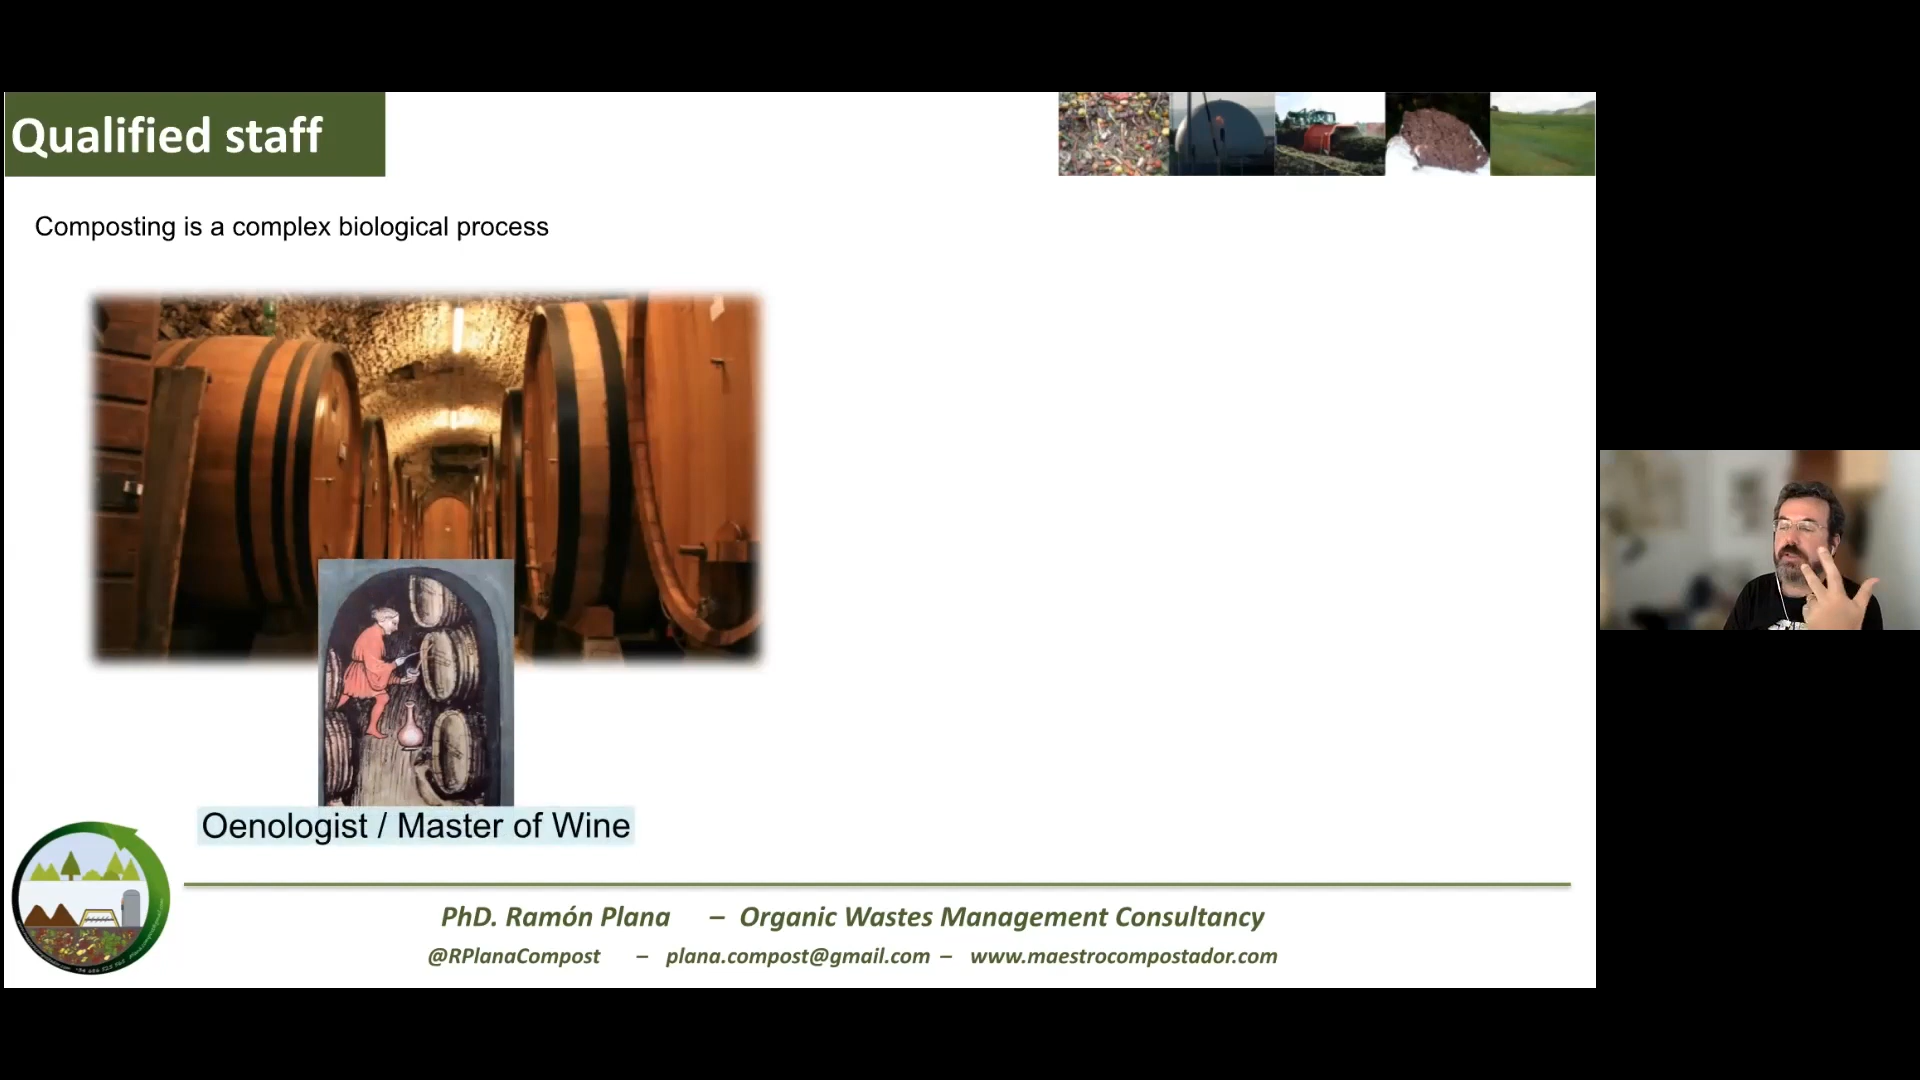 Qualified staff
Composting is a complex biological process
Oenologist / Master of Wine
PhD. Ramón Plana – Organic Wastes Management Consultancy
@RPlanaCompost – plana.compost@gmail.com – www.maestrocompostador.com